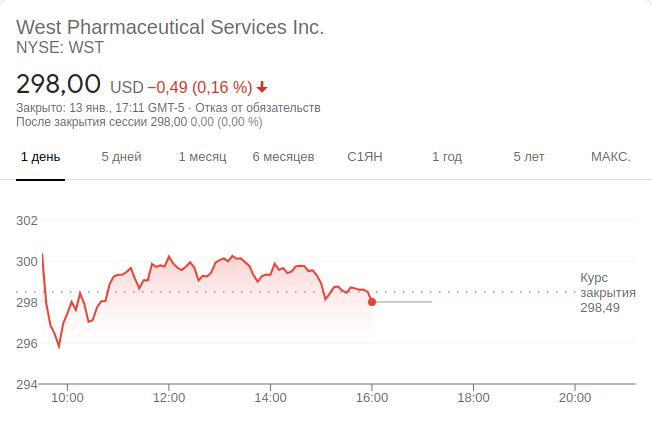 West Pharmaceutical Services Inc.
NYSE: WST
298,00 USD −0,49 (0,16 %)
Закрыто: 13 янв., 17:11 GMT-5 · Отказ от обязательств
После закрытия сессии 298,00 0,00 (0,00 %)
1 день 5 дней 1 месяц 6 месяцев С1ЯН 1 год 5 лет МАКС.
302
300
298
296
294
Курс
закрытия
298,49
10:00 12:00 14:00 16:00 18:00 20:00